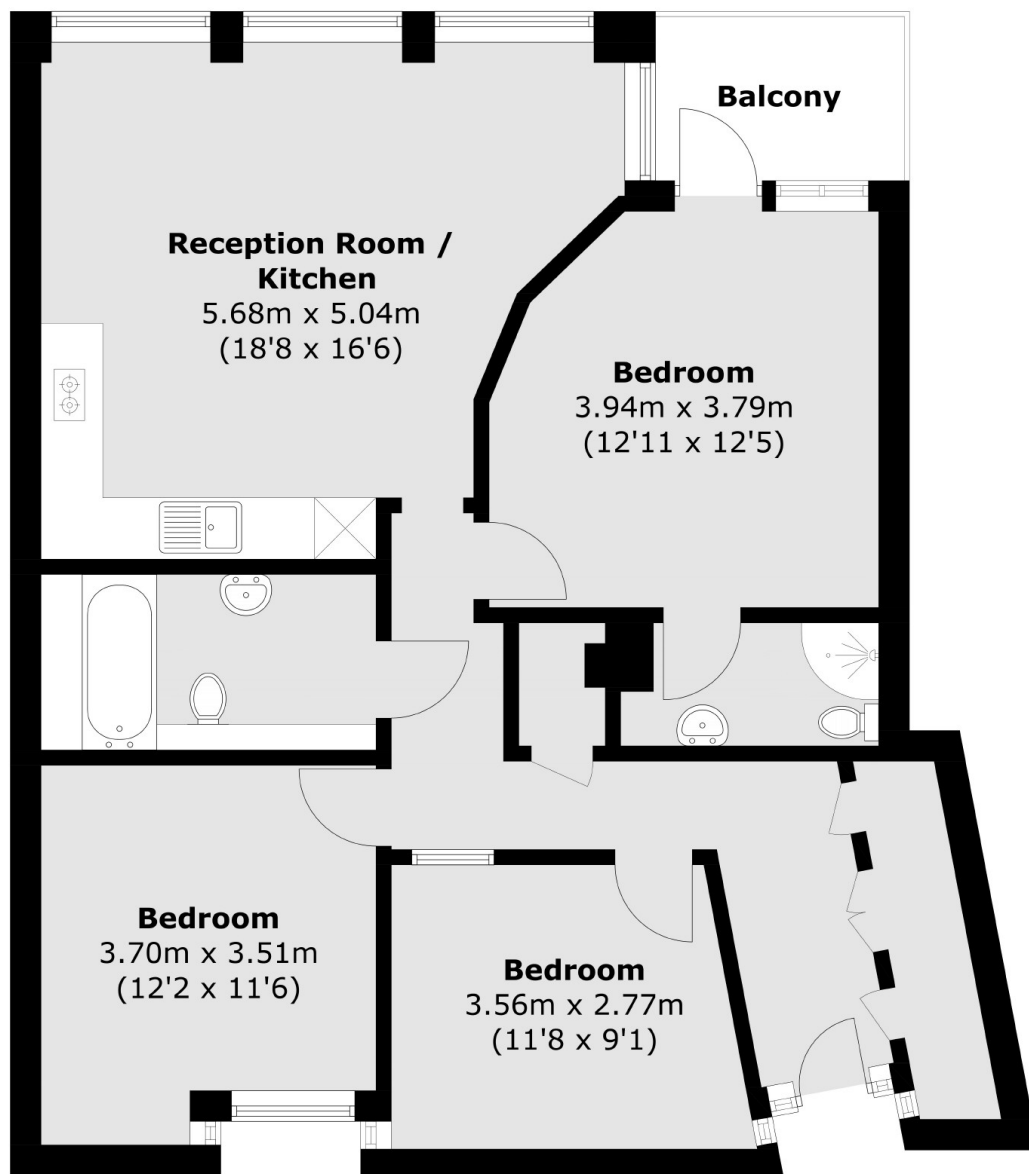 Balcony
Reception Room /
Kitchen
5.68m x 5.04m
(18'8 x 16'6)
Bedroom
3.94m x 3.79m
(12'11 x 12'5)
Bedroom
3.70m x 3.51m
(12'2 x 11'6)
Bedroom
3.56m x 2.77m
(11'8 x 9'1)